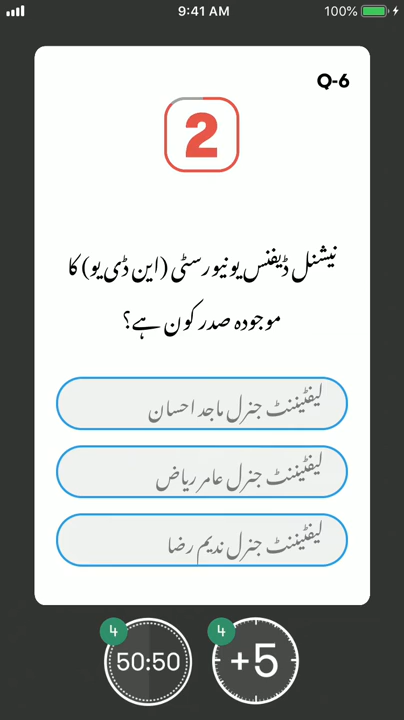 9:41 AM
100%
Q-6
2
نیشنل ڈیفنس یونیورسٹی (این ڈی یو) کا
موجودہ صدر کون ہے؟
لیفٹیننٹ جنرل ماجد احسان
لیفٹیننٹ جنرل عامر ریاض
لیفٹیننٹ جنرل ندیم رضا
4
50:50
4
+5